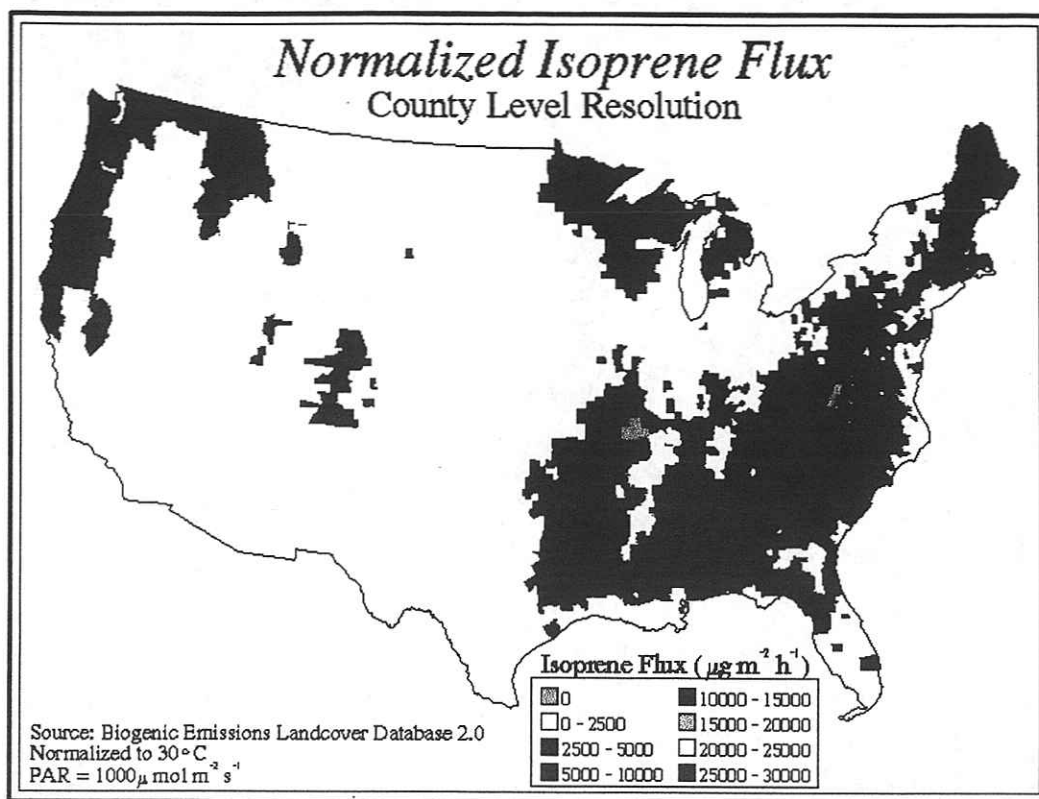 Normalized Isoprene Flux
County Level Resolution
Isoprene Flux (μg m⁻² h⁻¹)
0
0 - 2500
2500 - 5000
5000 - 10000
10000 - 15000
15000 - 20000
20000 - 25000
25000 - 30000
Source: Biogenic Emissions Landcover Database 2.0
Normalized to 30°C
PAR = 1000μ mol m⁻² s⁻¹